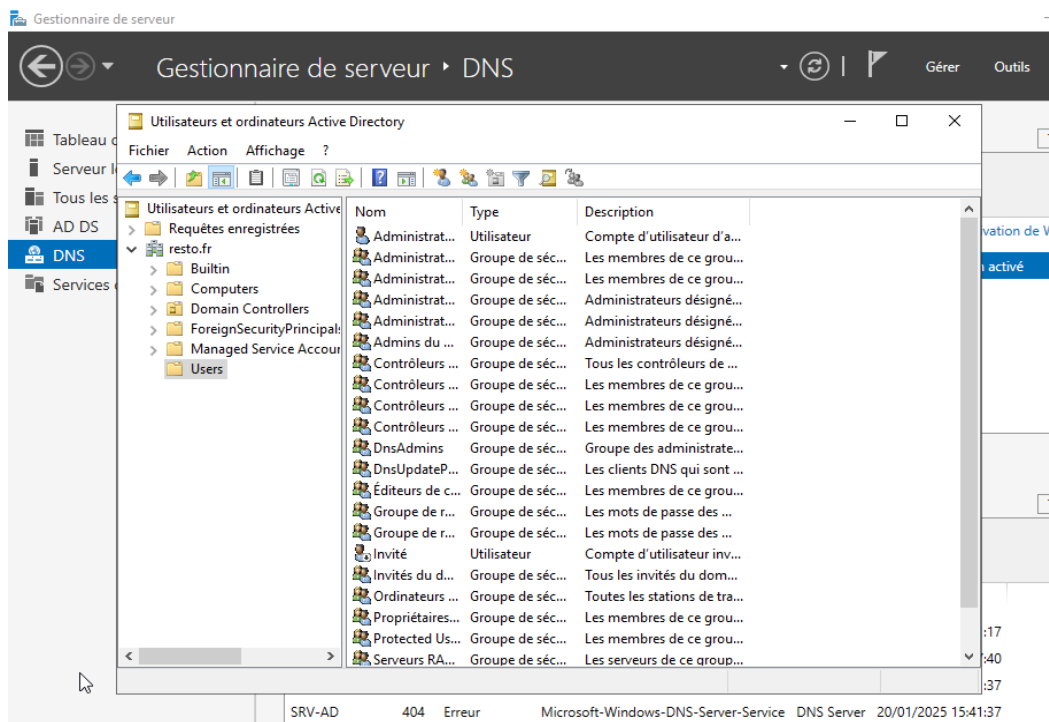 Gestionnaire de serveur
Gestionnaire de serveur ‣ DNS
Gérer Outils
Tableau
Serveur
Tous les
AD DS
DNS
Services
Utilisateurs et ordinateurs Active Directory
Fichier Action Affichage ?
Utilisateurs et ordinateurs Active
Requêtes enregistrées
resto.fr
Builtin
Computers
Domain Controllers
ForeignSecurityPrincipals
Managed Service Accour
Users
Nom Type Description
Administrat... Utilisateur Compte d'utilisateur d'a...
Administrat... Groupe de séc... Les membres de ce grou...
Administrat... Groupe de séc... Les membres de ce grou...
Administrat... Groupe de séc... Administrateurs désigné...
Administrat... Groupe de séc... Administrateurs désigné...
Admins du ... Groupe de séc... Administrateurs désigné...
Contrôleurs ... Groupe de séc... Tous les contrôleurs de ...
Contrôleurs ... Groupe de séc... Les membres de ce grou...
Contrôleurs ... Groupe de séc... Les membres de ce grou...
Contrôleurs ... Groupe de séc... Les membres de ce grou...
DnsAdmins Groupe de séc... Groupe des administrate...
DnsUpdateP... Groupe de séc... Les clients DNS qui sont ...
Éditeurs de c... Groupe de séc... Les membres de ce grou...
Groupe de r... Groupe de séc... Les mots de passe des ...
Groupe de r... Groupe de séc... Les mots de passe des ...
Invité Utilisateur Compte d'utilisateur inv...
Invités du d... Groupe de séc... Tous les invités du dom...
Ordinateurs ... Groupe de séc... Toutes les stations de tra...
Propriétaires... Groupe de séc... Les membres de ce grou...
Protected Us... Groupe de séc... Les membres de ce grou...
Serveurs RA... Groupe de séc... Les serveurs de ce group...
vation de V
activé
:17
:40
:37
SRV-AD 404 Erreur Microsoft-Windows-DNS-Server-Service DNS Server 20/01/2025 15:41:37